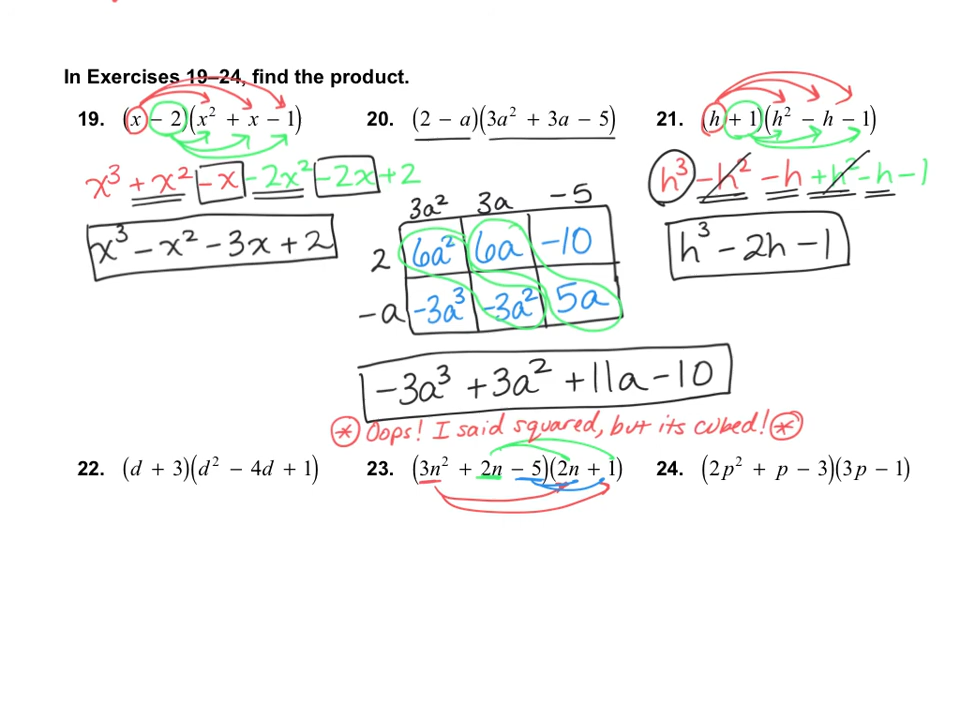 In Exercises 19–24, find the product.
19. (x − 2)(x² + x − 1)
20. (2 − a)(3a² + 3a − 5)
21. (h + 1)(h² − h − 1)
x³ + x² − x − 2x² − 2x + 2
x³ − x² − 3x + 2
3a² 3a −5
2 6a² 6a −10
−a −3a³ −3a² 5a
−3a³ + 3a² + 11a − 10
* Oops! I said squared, but its cubed! *
h³ − h² − h + h² − h − 1
h³ − 2h − 1
22. (d + 3)(d² − 4d + 1)
23. (3n² + 2n − 5)(2n + 1)
24. (2p² + p − 3)(3p − 1)